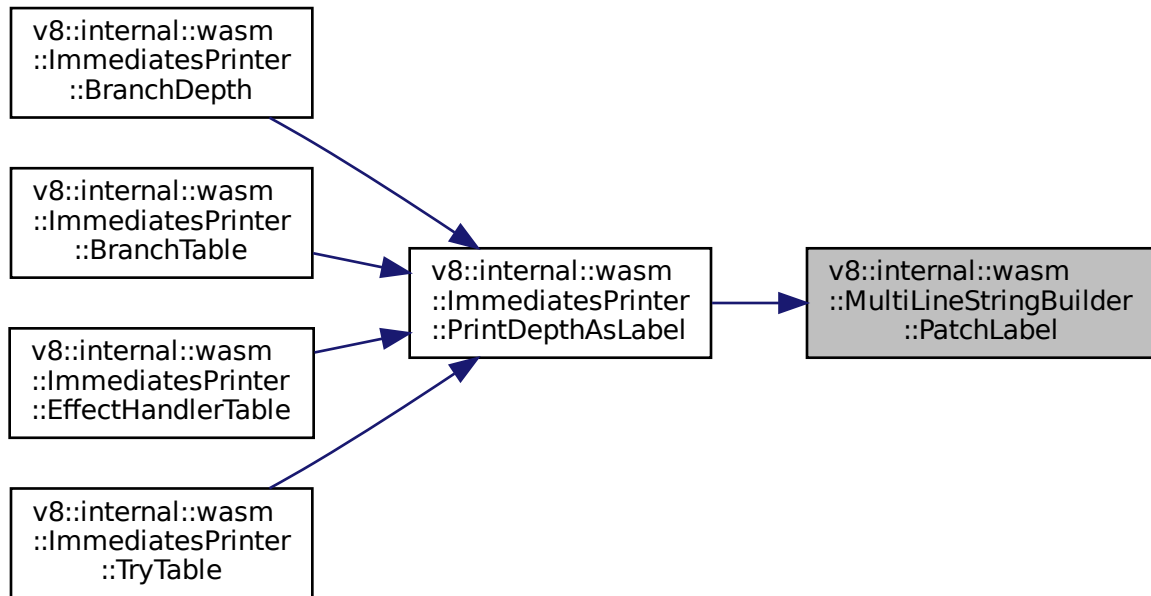 v8::internal::wasm
::ImmediatesPrinter
::BranchDepth
v8::internal::wasm
::ImmediatesPrinter
::BranchTable
v8::internal::wasm
::ImmediatesPrinter
::EffectHandlerTable
v8::internal::wasm
::ImmediatesPrinter
::TryTable
v8::internal::wasm
::ImmediatesPrinter
::PrintDepthAsLabel
v8::internal::wasm
::MultiLineStringBuilder
::PatchLabel